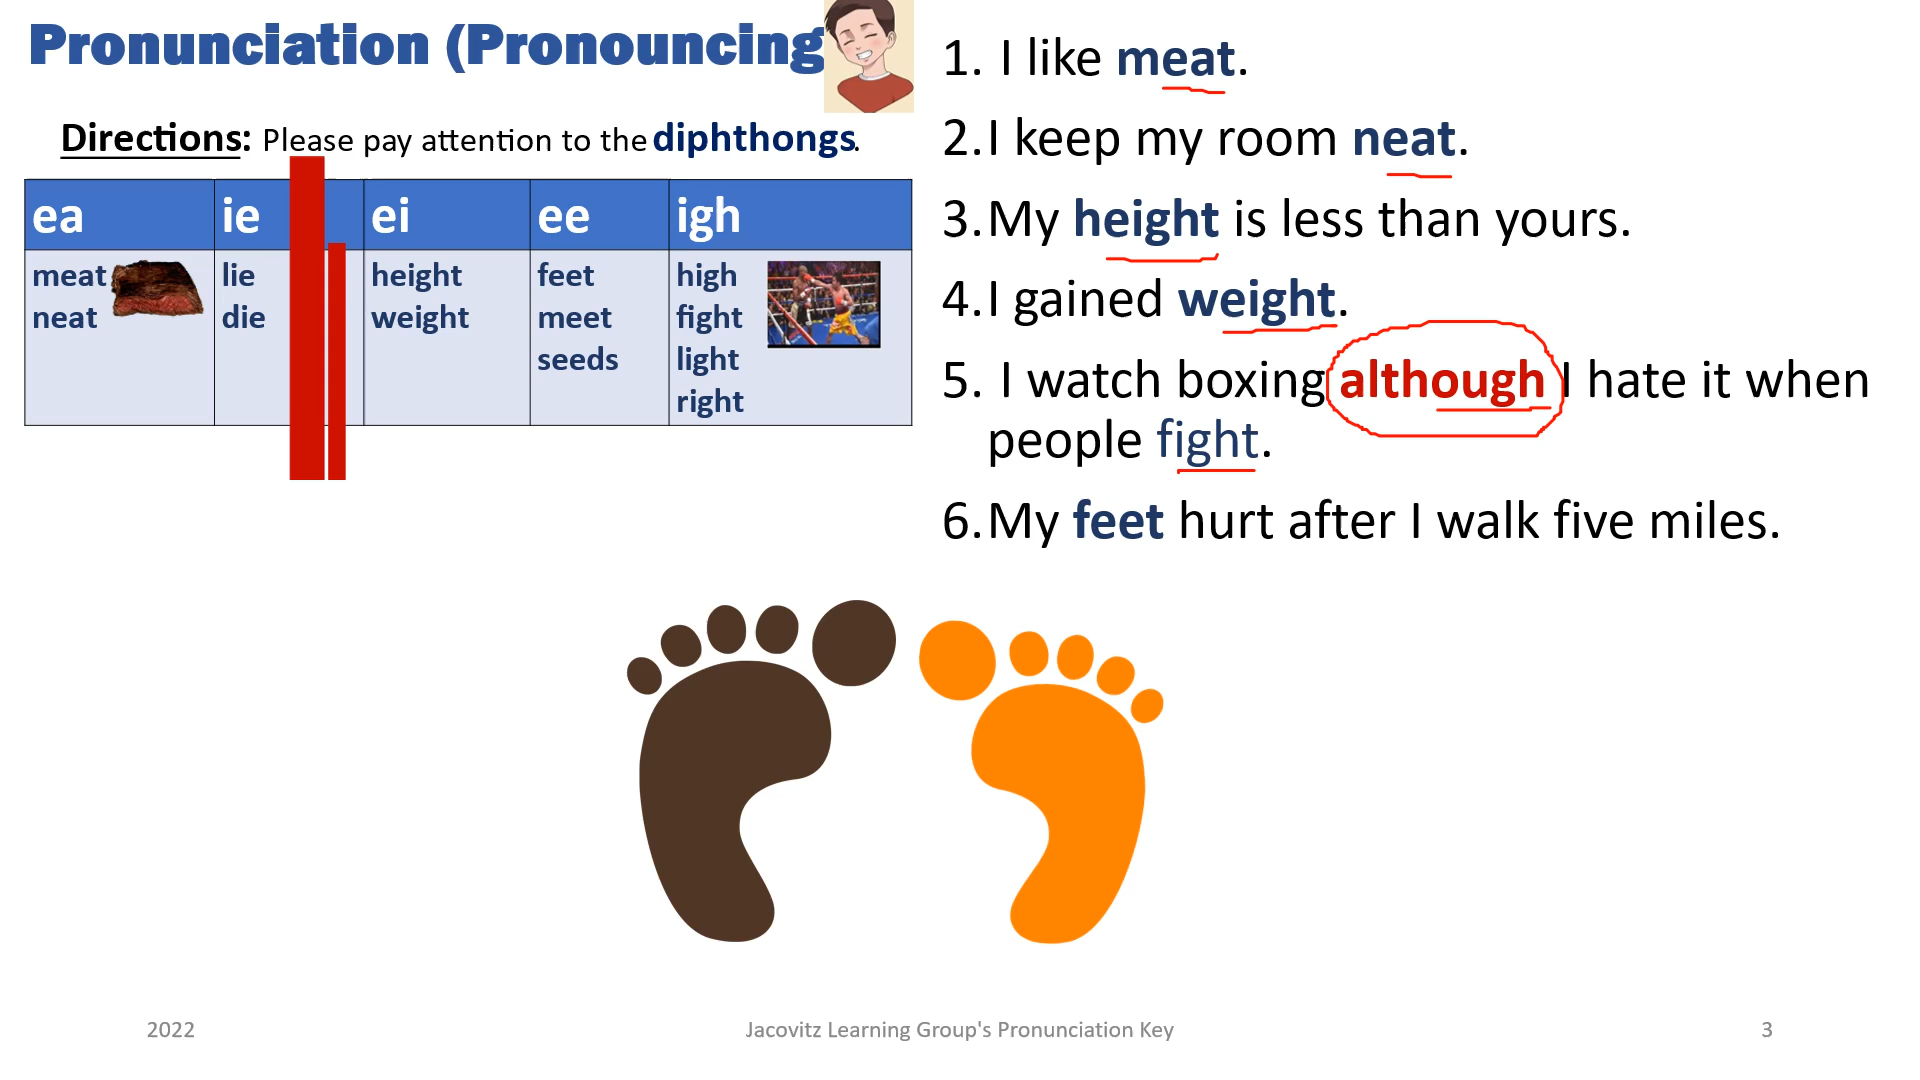 Pronunciation (Pronouncing
Directions: Please pay attention to the diphthongs.
ea ie ei ee igh
meat lie height feet high
neat die weight meet fight
seeds light
right
1. I like meat.
2. I keep my room neat.
3. My height is less than yours.
4. I gained weight.
5. I watch boxing although I hate it when
people fight.
6. My feet hurt after I walk five miles.
2022 Jacovitz Learning Group's Pronunciation Key 3